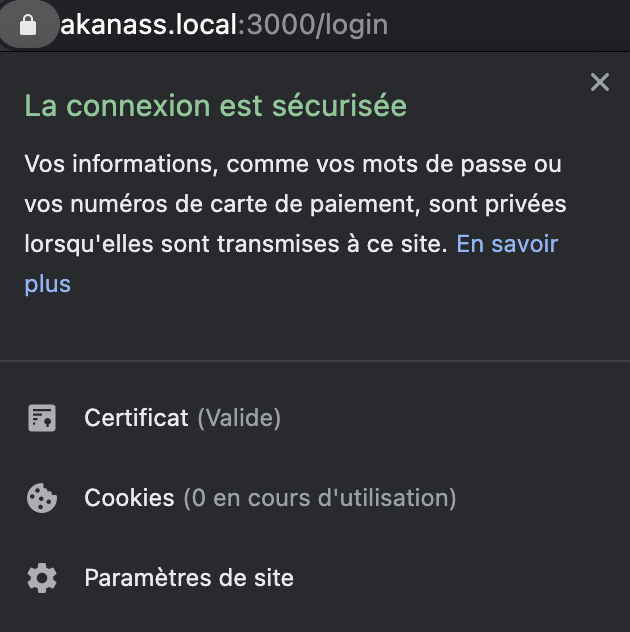 akanass.local:3000/login
La connexion est sécurisée
Vos informations, comme vos mots de passe ou
vos numéros de carte de paiement, sont privées
lorsqu'elles sont transmises à ce site. En savoir
plus
Certificat (Valide)
Cookies (0 en cours d'utilisation)
Paramètres de site